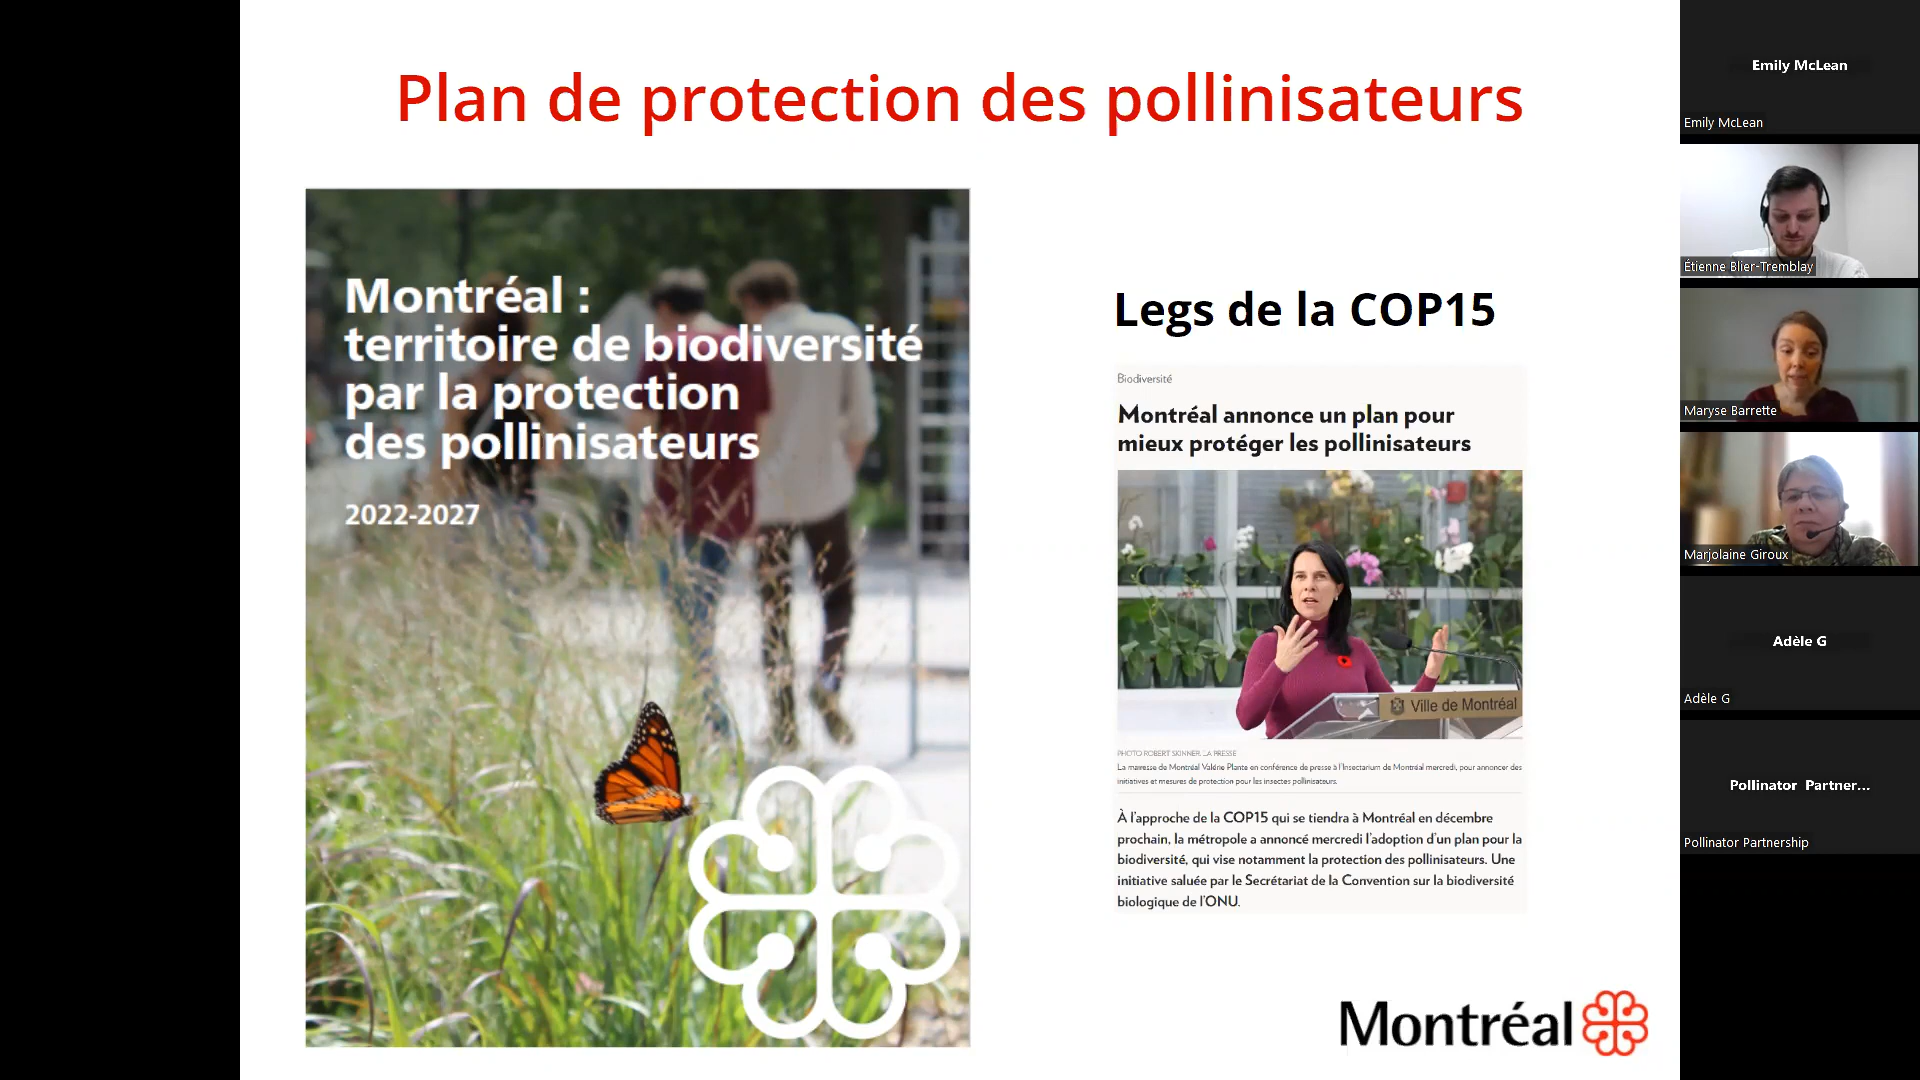 Plan de protection des pollinisateurs
Montréal :
territoire de biodiversité
par la protection
des pollinisateurs
2022-2027
Legs de la COP15
Biodiversité
Montréal annonce un plan pour
mieux protéger les pollinisateurs
Ville de Montréal
PHOTO ROBERT SKINNER, LA PRESSE
La mairesse de Montréal Valérie Plante en conférence de presse à l'Insectarium de Montréal mercredi, pour annoncer des
initiatives et mesures de protection pour les insectes pollinisateurs.
À l'approche de la COP15 qui se tiendra à Montréal en décembre
prochain, la métropole a annoncé mercredi l'adoption d'un plan pour la
biodiversité, qui vise notamment la protection des pollinisateurs. Une
initiative saluée par le Secrétariat de la Convention sur la biodiversité
biologique de l'ONU.
Montréal
Emily McLean
Emily McLean
Étienne Blier-Tremblay
Maryse Barrette
Marjolaine Giroux
Adèle G
Adèle G
Pollinator Partner...
Pollinator Partnership